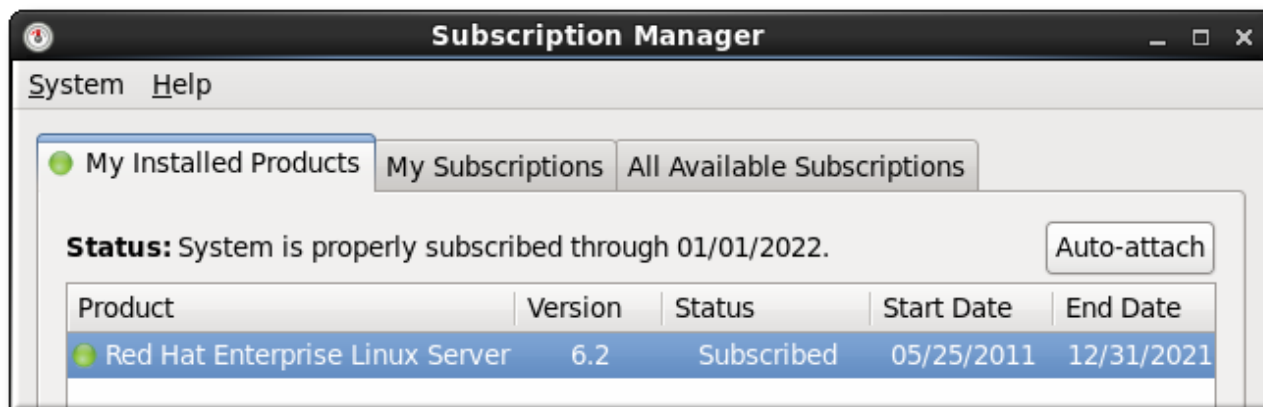 Subscription Manager
System Help
My Installed Products My Subscriptions All Available Subscriptions
Status: System is properly subscribed through 01/01/2022. Auto-attach
Product Version Status Start Date End Date
Red Hat Enterprise Linux Server 6.2 Subscribed 05/25/2011 12/31/2021